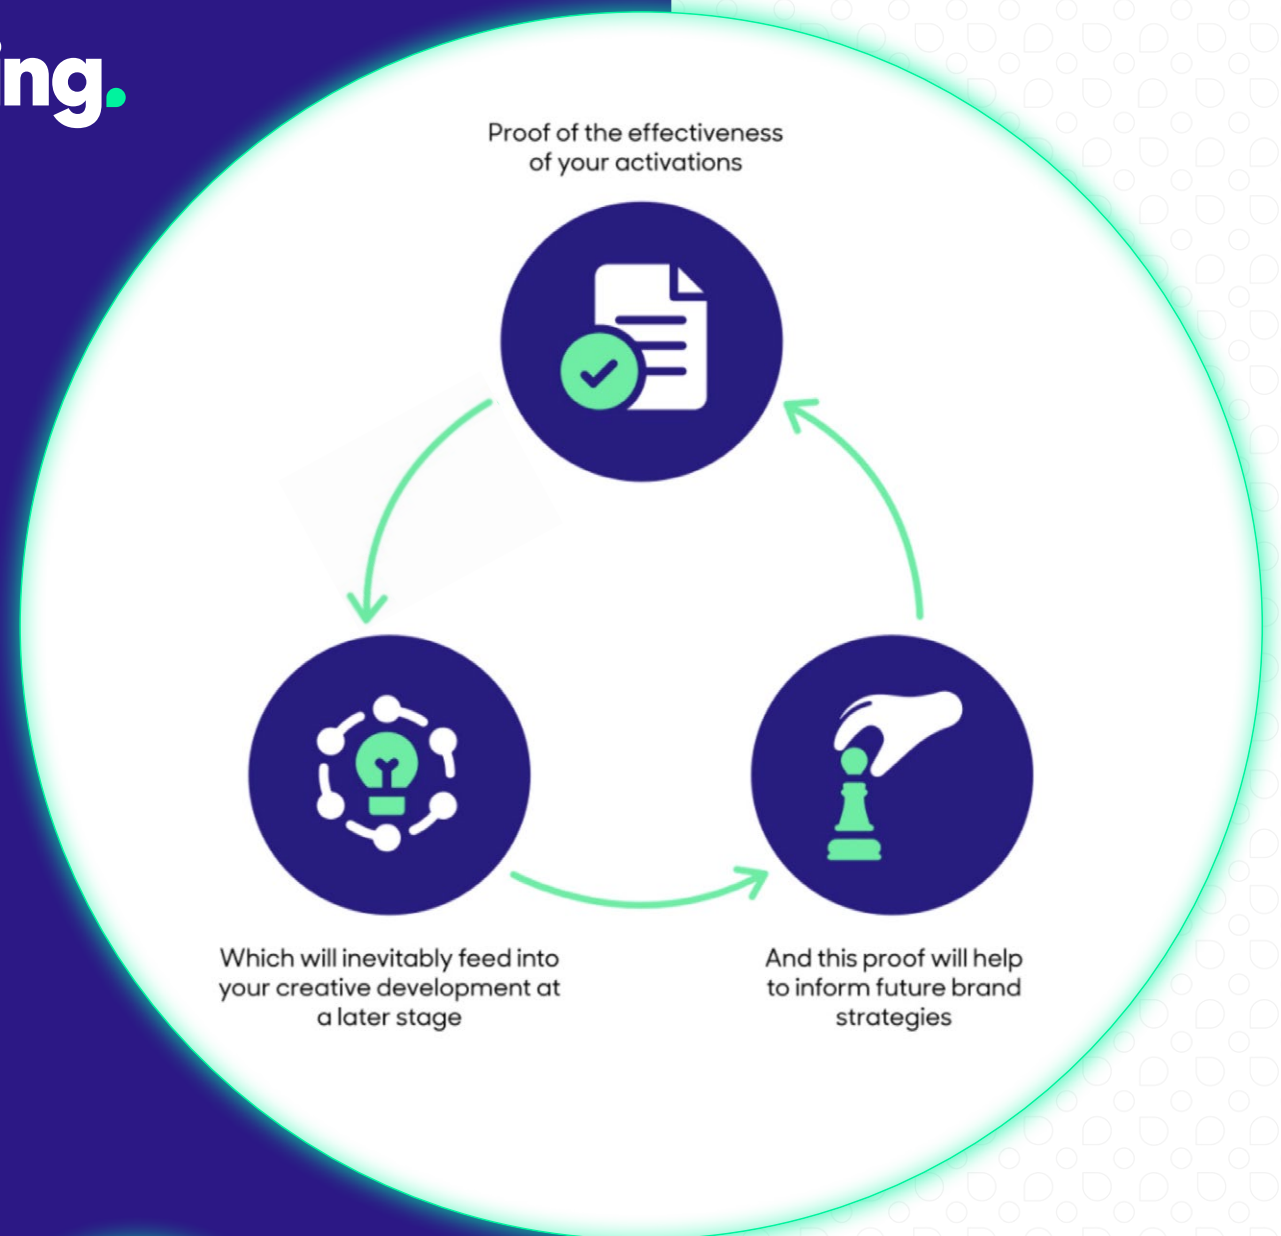 ing.
Proof of the effectiveness
of your activations
Which will inevitably feed into
your creative development at
a later stage
And this proof will help
to inform future brand
strategies